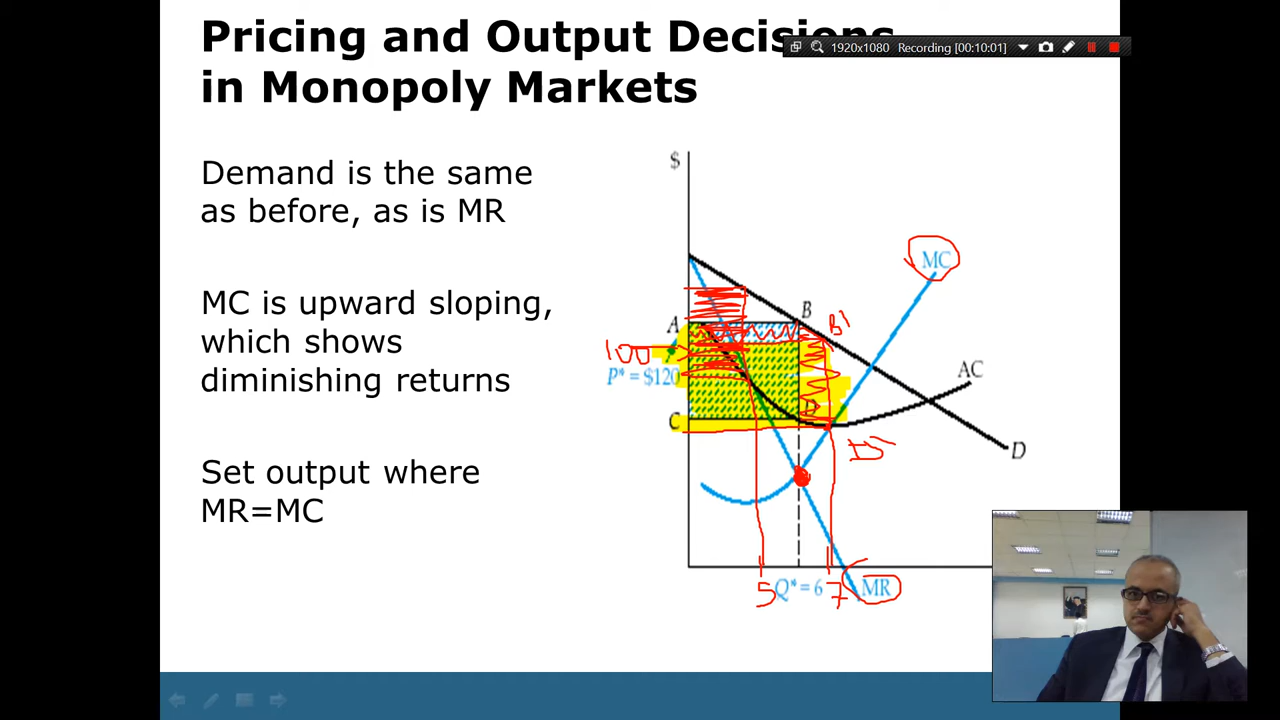 Pricing and Output Decisions
in Monopoly Markets
1920x1080 Recording [00:10:01]
Demand is the same
as before, as is MR
MC is upward sloping,
which shows
diminishing returns
Set output where
MR=MC
$
MC
A
B
B'
100
P* = $120
AC
C
D
D'
D
5
Q* = 6
7
MR